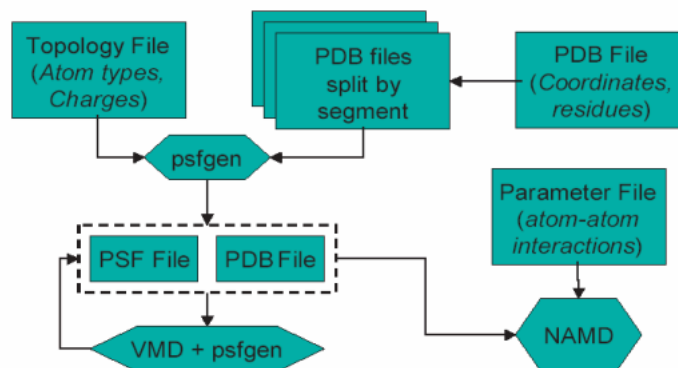 Topology File
(Atom types,
Charges)
PDB files
split by
segment
PDB File
(Coordinates,
residues)
psfgen
Parameter File
(atom-atom
interactions)
PSF File
PDB File
VMD + psfgen
NAMD